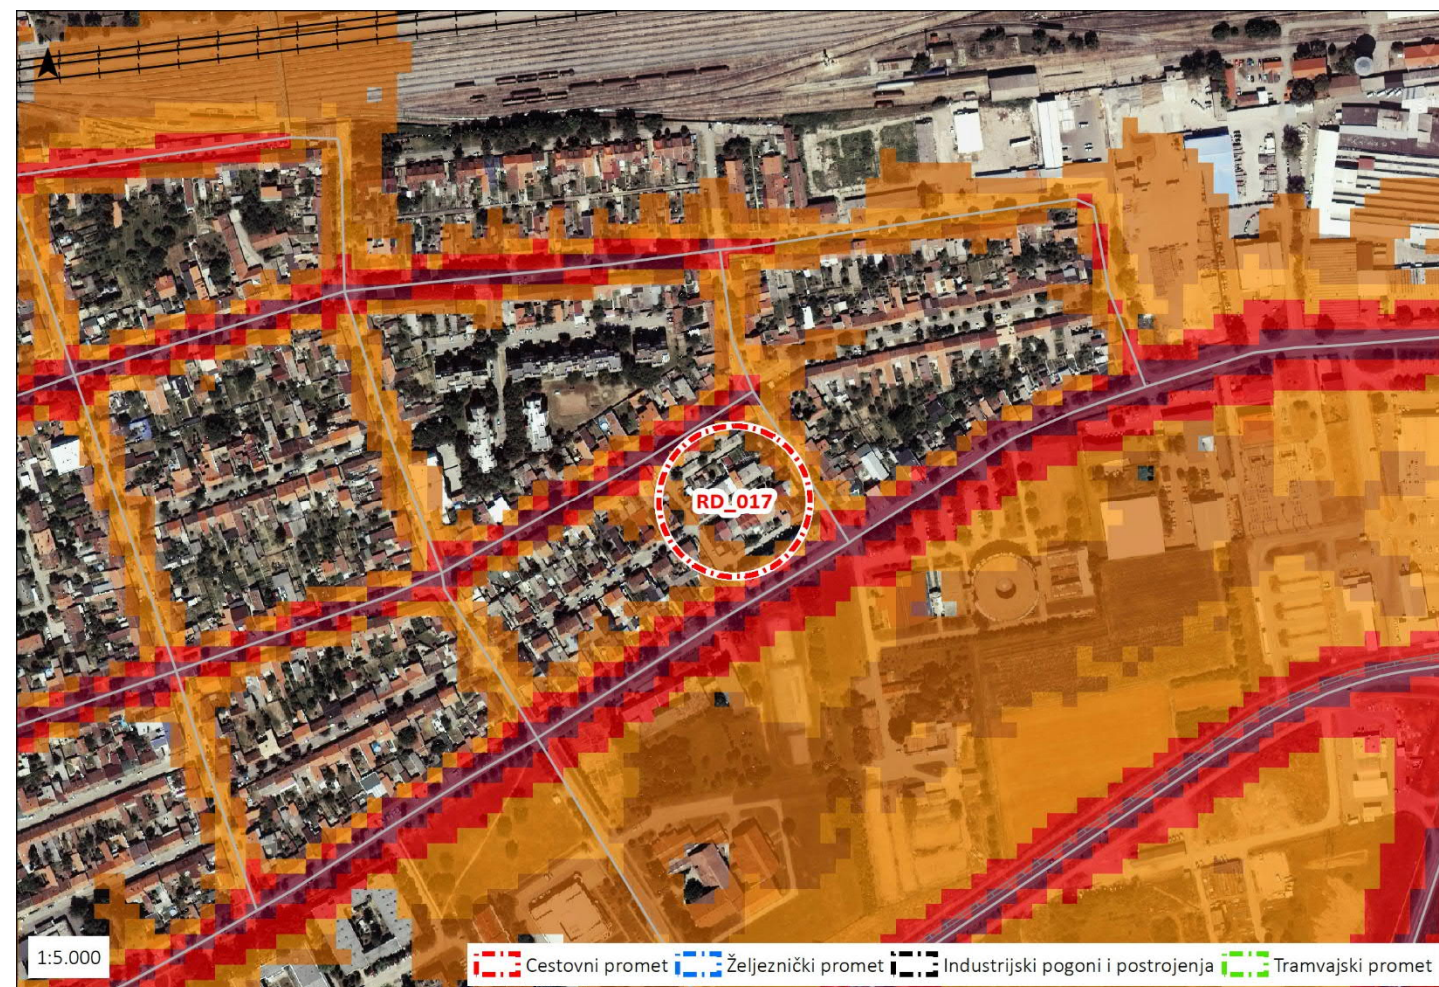 RD_017
1:5.000
Cestovni promet
Željeznički promet
Industrijski pogoni i postrojenja
Tramvajski promet